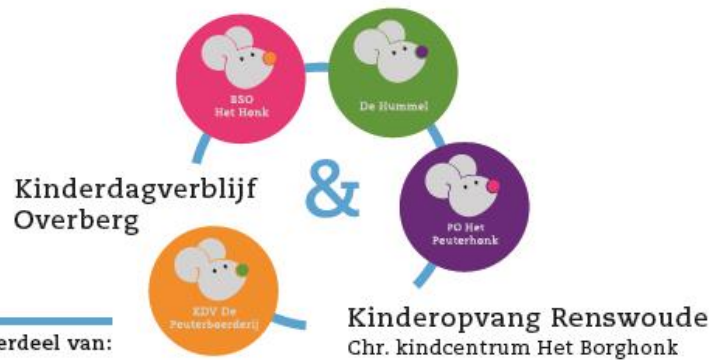 BSO
Het Honk
De Hummel
Kinderdagverblijf
Overberg
&
PO Het
Peuterhonk
KDV De
Peuterboerderij
erdeel van:
Kinderopvang Renswoude
Chr. kindcentrum Het Borghonk